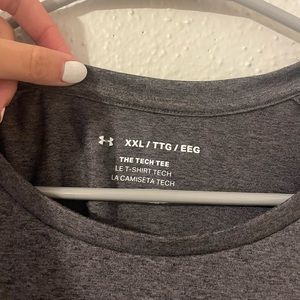 XXL / TTG / EEG
THE TECH TEE
LE T-SHIRT TECH
LA CAMISETA TECH